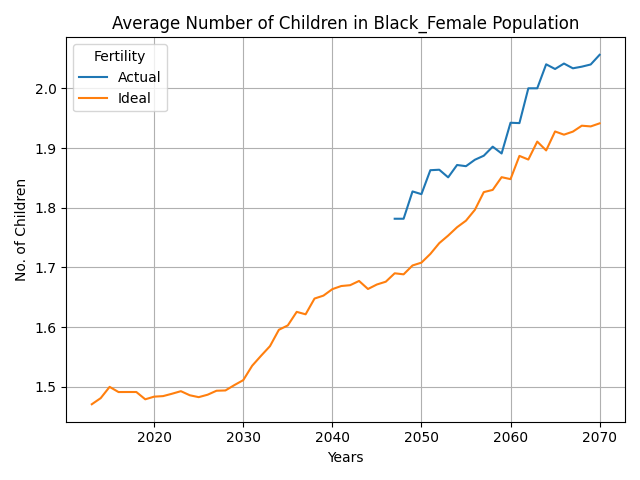 Average Number of Children in Black_Female Population
Fertility
Actual
Ideal
No. of Children
2.0
1.9
1.8
1.7
1.6
1.5
2020 2030 2040 2050 2060 2070
Years